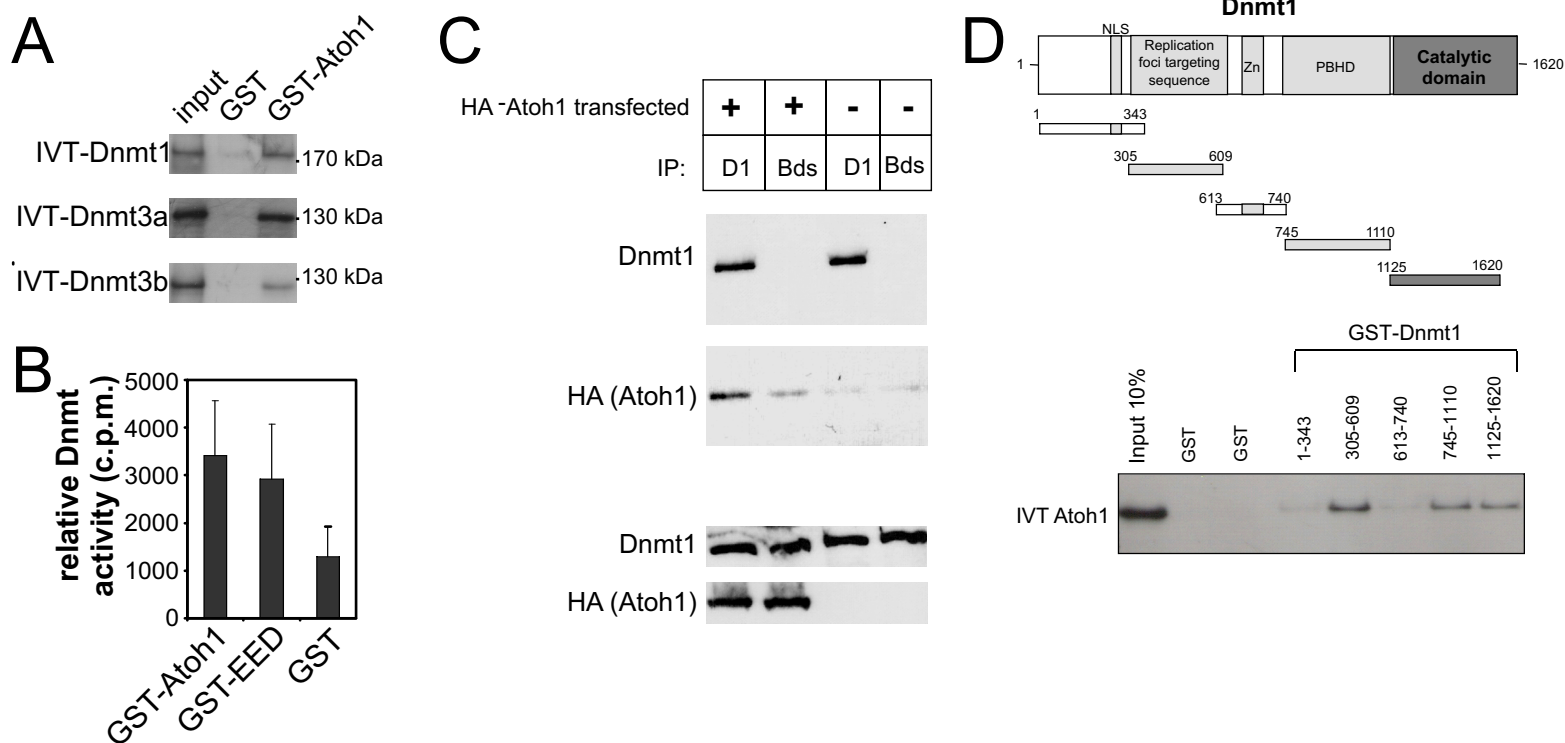 A
input
GST
GST-Atoh1
IVT-Dnmt1
170 kDa
IVT-Dnmt3a
130 kDa
IVT-Dnmt3b
130 kDa
B
relative Dnmt
activity (c.p.m.)
5000
4000
3000
2000
1000
0
GST-Atoh1
GST-EED
GST
C
HA -Atoh1 transfected
+ + - -
IP: D1 Bds D1 Bds
Dnmt1
HA (Atoh1)
Dnmt1
HA (Atoh1)
D
Dnmt1
NLS
1
Replication
foci targeting
sequence
Zn
PBHD
Catalytic
domain
1620
1 343
305 609
613 740
745 1110
1125 1620
GST-Dnmt1
Input 10%
GST
GST
1-343
305-609
613-740
745-1110
1125-1620
IVT Atoh1